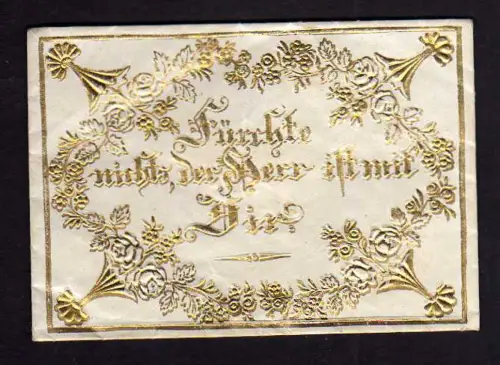 Fürchte
nichts, der Herr ist mit
Dir.